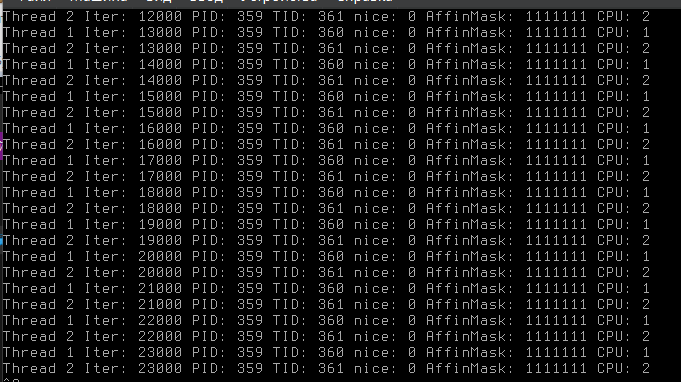 Thread 2 Iter: 12000 PID: 359 TID: 361 nice: 0 AffinMask: 1111111 CPU: 2
Thread 1 Iter: 13000 PID: 359 TID: 360 nice: 0 AffinMask: 1111111 CPU: 1
Thread 2 Iter: 13000 PID: 359 TID: 361 nice: 0 AffinMask: 1111111 CPU: 2
Thread 1 Iter: 14000 PID: 359 TID: 360 nice: 0 AffinMask: 1111111 CPU: 1
Thread 2 Iter: 14000 PID: 359 TID: 361 nice: 0 AffinMask: 1111111 CPU: 2
Thread 1 Iter: 15000 PID: 359 TID: 360 nice: 0 AffinMask: 1111111 CPU: 1
Thread 2 Iter: 15000 PID: 359 TID: 361 nice: 0 AffinMask: 1111111 CPU: 2
Thread 1 Iter: 16000 PID: 359 TID: 360 nice: 0 AffinMask: 1111111 CPU: 1
Thread 2 Iter: 16000 PID: 359 TID: 361 nice: 0 AffinMask: 1111111 CPU: 2
Thread 1 Iter: 17000 PID: 359 TID: 360 nice: 0 AffinMask: 1111111 CPU: 1
Thread 2 Iter: 17000 PID: 359 TID: 361 nice: 0 AffinMask: 1111111 CPU: 2
Thread 1 Iter: 18000 PID: 359 TID: 360 nice: 0 AffinMask: 1111111 CPU: 1
Thread 2 Iter: 18000 PID: 359 TID: 361 nice: 0 AffinMask: 1111111 CPU: 2
Thread 1 Iter: 19000 PID: 359 TID: 360 nice: 0 AffinMask: 1111111 CPU: 1
Thread 2 Iter: 19000 PID: 359 TID: 361 nice: 0 AffinMask: 1111111 CPU: 2
Thread 1 Iter: 20000 PID: 359 TID: 360 nice: 0 AffinMask: 1111111 CPU: 1
Thread 2 Iter: 20000 PID: 359 TID: 361 nice: 0 AffinMask: 1111111 CPU: 2
Thread 1 Iter: 21000 PID: 359 TID: 360 nice: 0 AffinMask: 1111111 CPU: 1
Thread 2 Iter: 21000 PID: 359 TID: 361 nice: 0 AffinMask: 1111111 CPU: 2
Thread 1 Iter: 22000 PID: 359 TID: 360 nice: 0 AffinMask: 1111111 CPU: 1
Thread 2 Iter: 22000 PID: 359 TID: 361 nice: 0 AffinMask: 1111111 CPU: 2
Thread 1 Iter: 23000 PID: 359 TID: 360 nice: 0 AffinMask: 1111111 CPU: 1
Thread 2 Iter: 23000 PID: 359 TID: 361 nice: 0 AffinMask: 1111111 CPU: 2